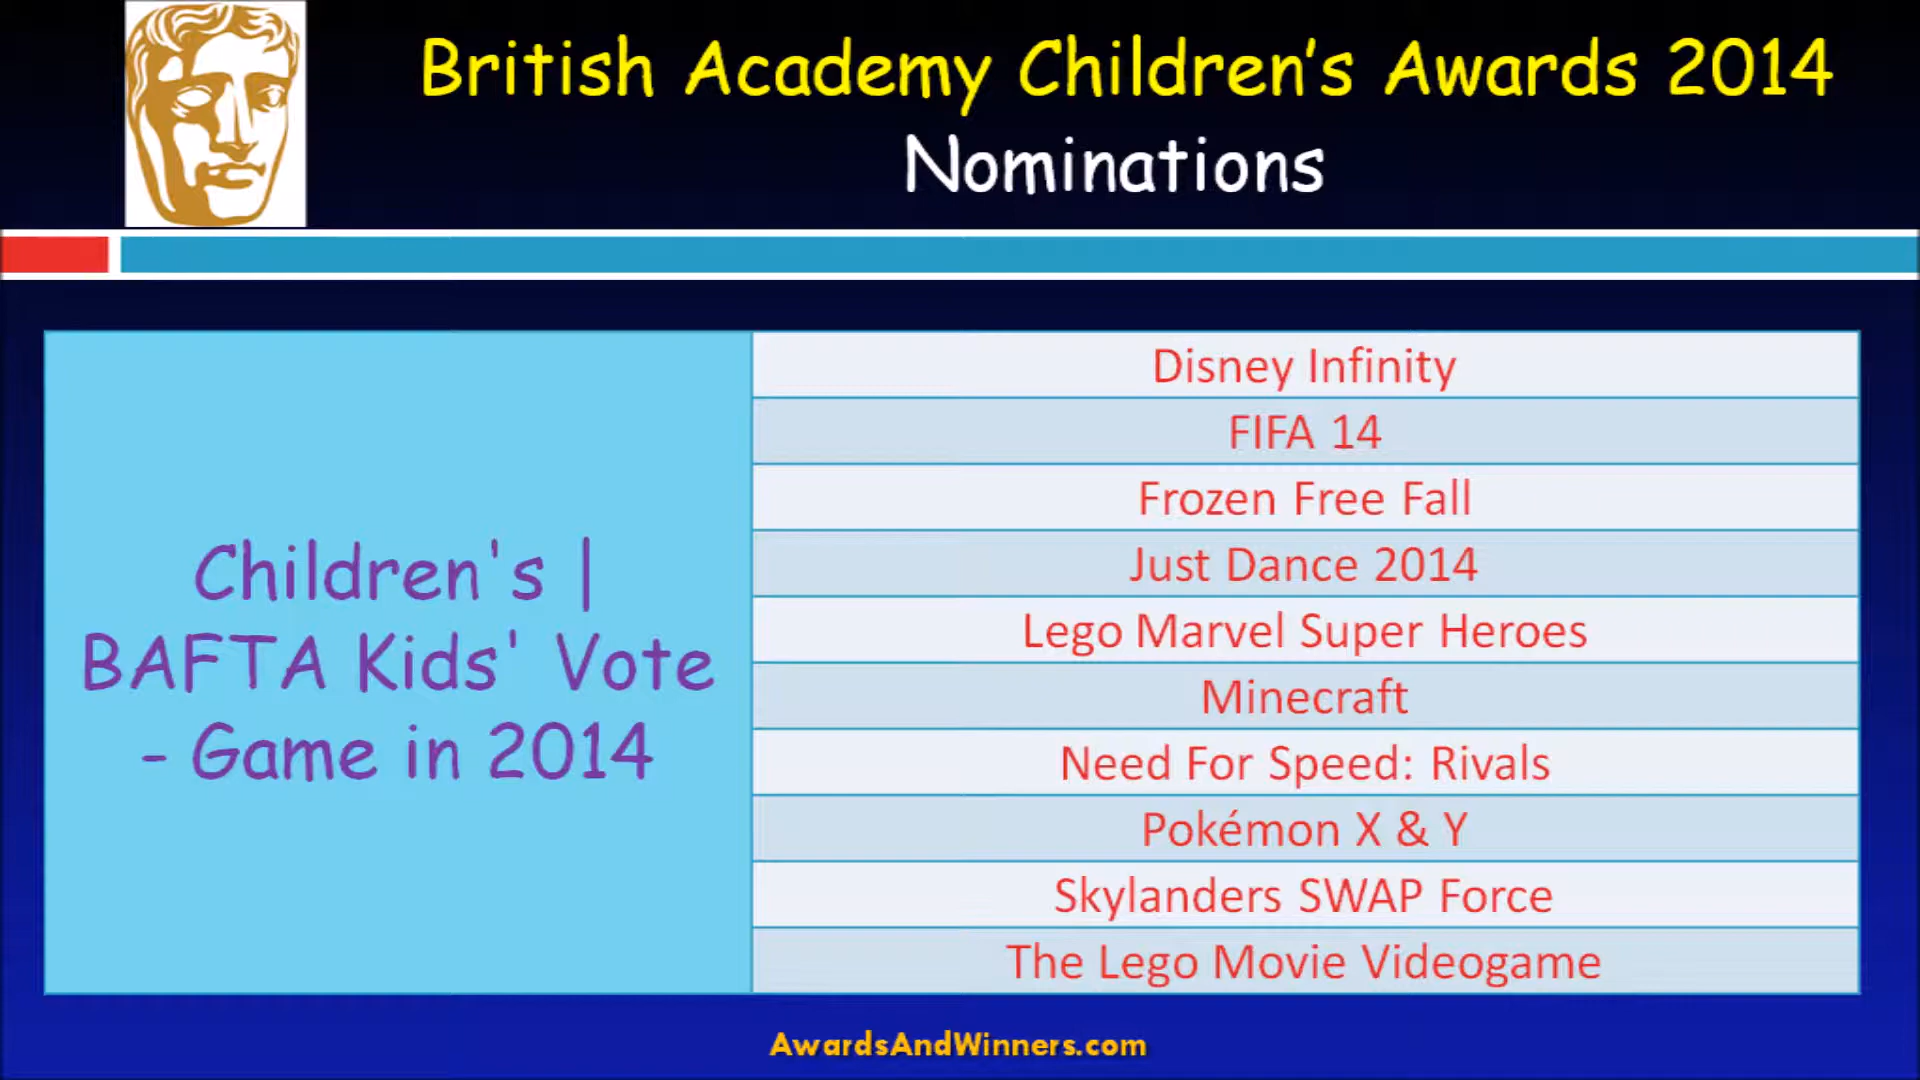 British Academy Children’s Awards 2014
Nominations
Children's |
BAFTA Kids' Vote
- Game in 2014
Disney Infinity
FIFA 14
Frozen Free Fall
Just Dance 2014
Lego Marvel Super Heroes
Minecraft
Need For Speed: Rivals
Pokémon X & Y
Skylanders SWAP Force
The Lego Movie Videogame
AwardsAndWinners.com